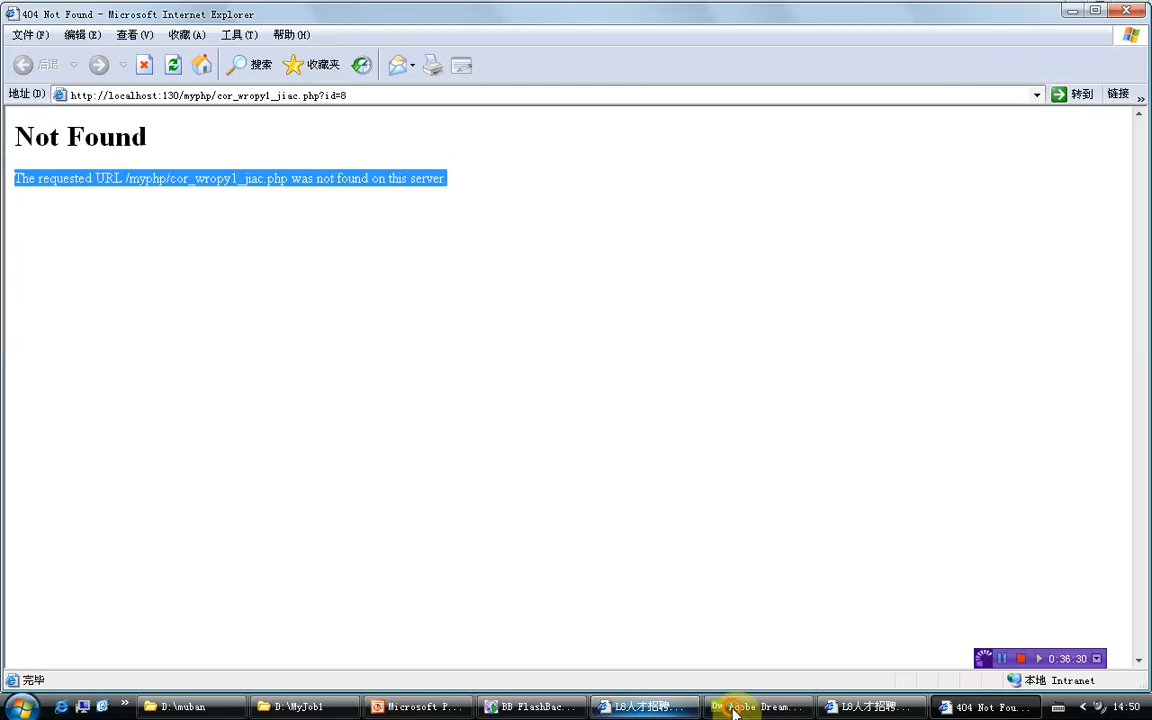 404 Not Found - Microsoft Internet Explorer
文件(F) 编辑(E) 查看(V) 收藏(A) 工具(T) 帮助(H)
后退 搜索 收藏夹
地址(D) http://localhost:130/myphp/cor_wropy1_jiac.php?id=8 转到 链接 »
Not Found
The requested URL /myphp/cor_wropy1_jiac.php was not found on this server.
0:36:30
完毕 本地 Intranet
D:\muban D:\MyJob1 Microsoft P... BB FlashBac... L8人才招聘... Adobe Dream... L8人才招聘... 404 Not Fou... 14:50